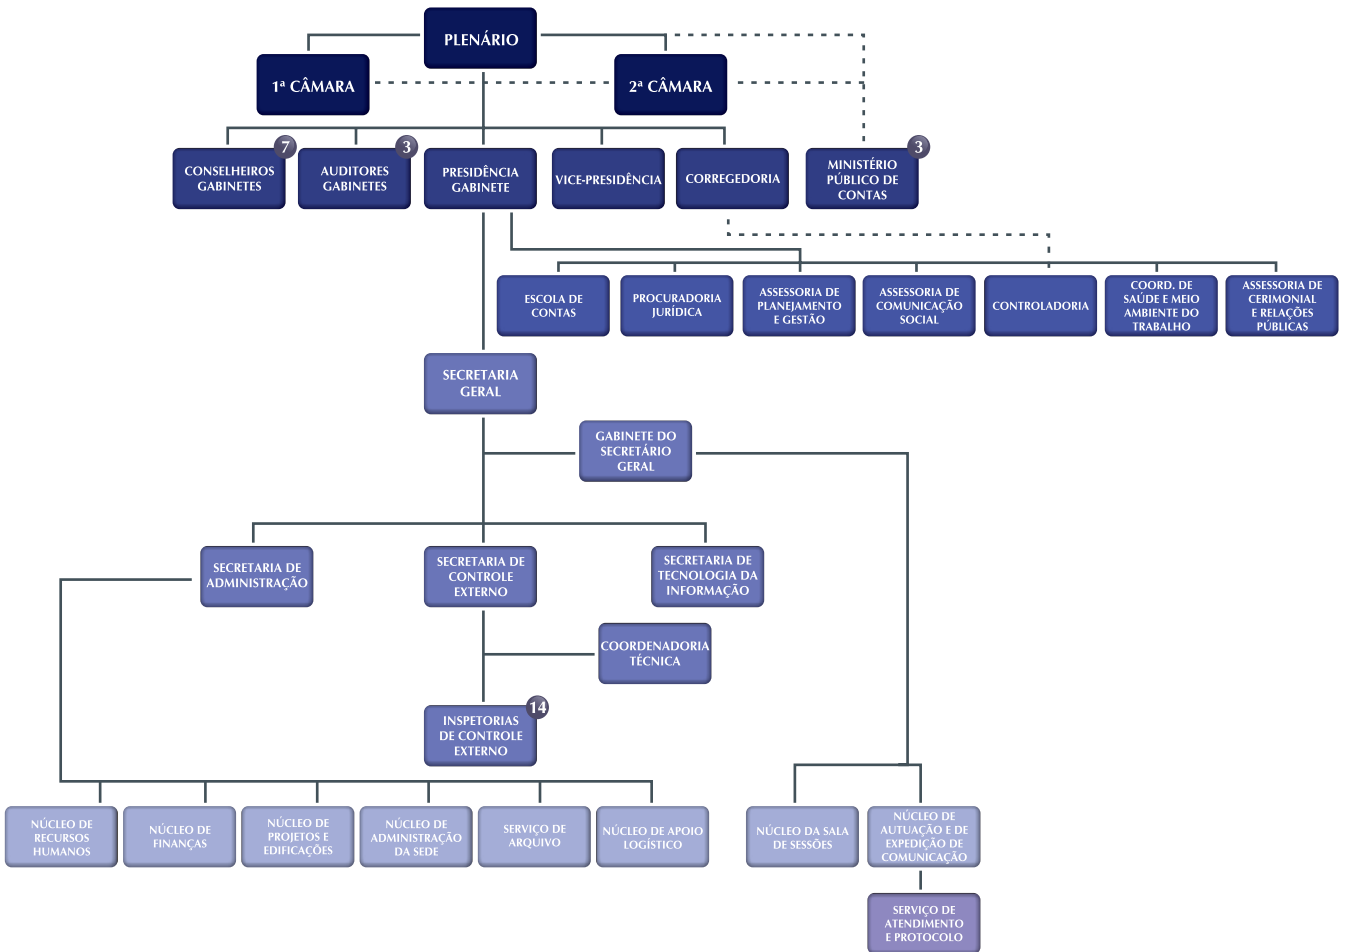 PLENÁRIO
1ª CÂMARA
2ª CÂMARA
7
CONSELHEIROS
GABINETES
3
AUDITORES
GABINETES
PRESIDÊNCIA
GABINETE
VICE-PRESIDÊNCIA
CORREGEDORIA
3
MINISTÉRIO
PÚBLICO DE
CONTAS
ESCOLA DE
CONTAS
PROCURADORIA
JURÍDICA
ASSESSORIA DE
PLANEJAMENTO
E GESTÃO
ASSESSORIA DE
COMUNICAÇÃO
SOCIAL
CONTROLADORIA
COORD. DE
SAÚDE E MEIO
AMBIENTE DO
TRABALHO
ASSESSORIA DE
CERIMONIAL
E RELAÇÕES
PÚBLICAS
SECRETARIA
GERAL
GABINETE DO
SECRETÁRIO
GERAL
SECRETARIA DE
ADMINISTRAÇÃO
SECRETARIA DE
CONTROLE
EXTERNO
SECRETARIA DE
TECNOLOGIA DA
INFORMAÇÃO
COORDENADORIA
TÉCNICA
14
INSPETORIAS
DE CONTROLE
EXTERNO
NÚCLEO DE
RECURSOS
HUMANOS
NÚCLEO DE
FINANÇAS
NÚCLEO DE
PROJETOS E
EDIFICAÇÕES
NÚCLEO DE
ADMINISTRAÇÃO
DA SEDE
SERVIÇO DE
ARQUIVO
NÚCLEO DE APOIO
LOGÍSTICO
NÚCLEO DA SALA
DE SESSÕES
NÚCLEO DE
AUTUAÇÃO E DE
EXPEDIÇÃO DE
COMUNICAÇÃO
SERVIÇO DE
ATENDIMENTO
E PROTOCOLO